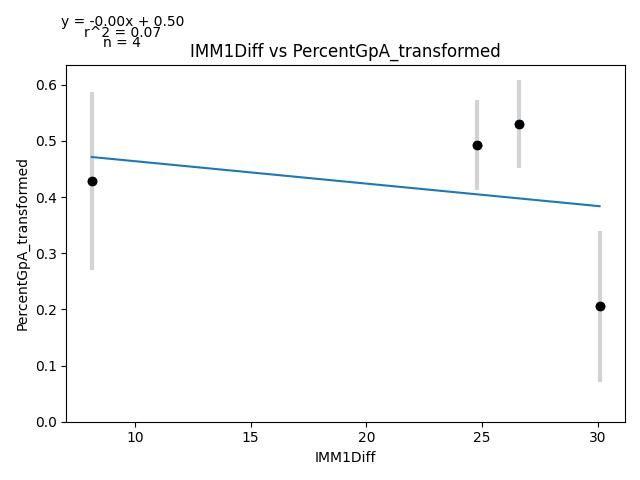 y = -0.00x + 0.50
r^2 = 0.07
n = 4
IMM1Diff vs PercentGpA_transformed
0.6
0.5
0.4
0.3
0.2
0.1
0.0
PercentGpA_transformed
10 15 20 25 30
IMM1Diff